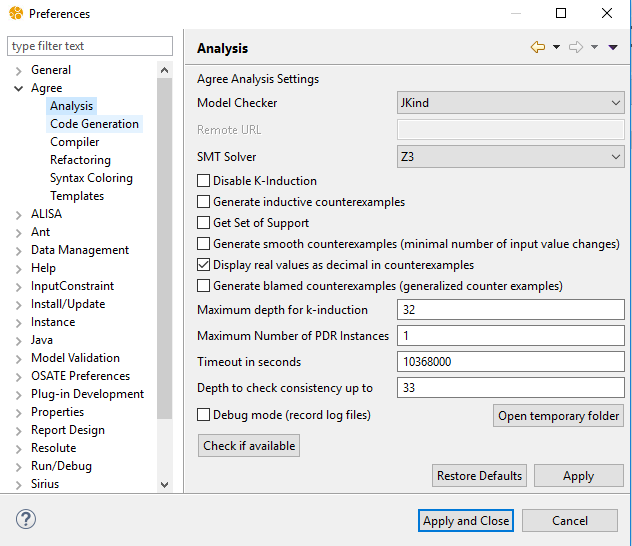 Preferences
type filter text
General
Agree
Analysis
Code Generation
Compiler
Refactoring
Syntax Coloring
Templates
ALISA
Ant
Data Management
Help
InputConstraint
Install/Update
Instance
Java
Model Validation
OSATE Preferences
Plug-in Development
Properties
Report Design
Resolute
Run/Debug
Sirius
Analysis
Agree Analysis Settings
Model Checker JKind
Remote URL
SMT Solver Z3
Disable K-Induction
Generate inductive counterexamples
Get Set of Support
Generate smooth counterexamples (minimal number of input value changes)
Display real values as decimal in counterexamples
Generate blamed counterexamples (generalized counter examples)
Maximum depth for k-induction 32
Maximum Number of PDR Instances 1
Timeout in seconds 10368000
Depth to check consistency up to 33
Debug mode (record log files) Open temporary folder
Check if available
Restore Defaults Apply
? Apply and Close Cancel